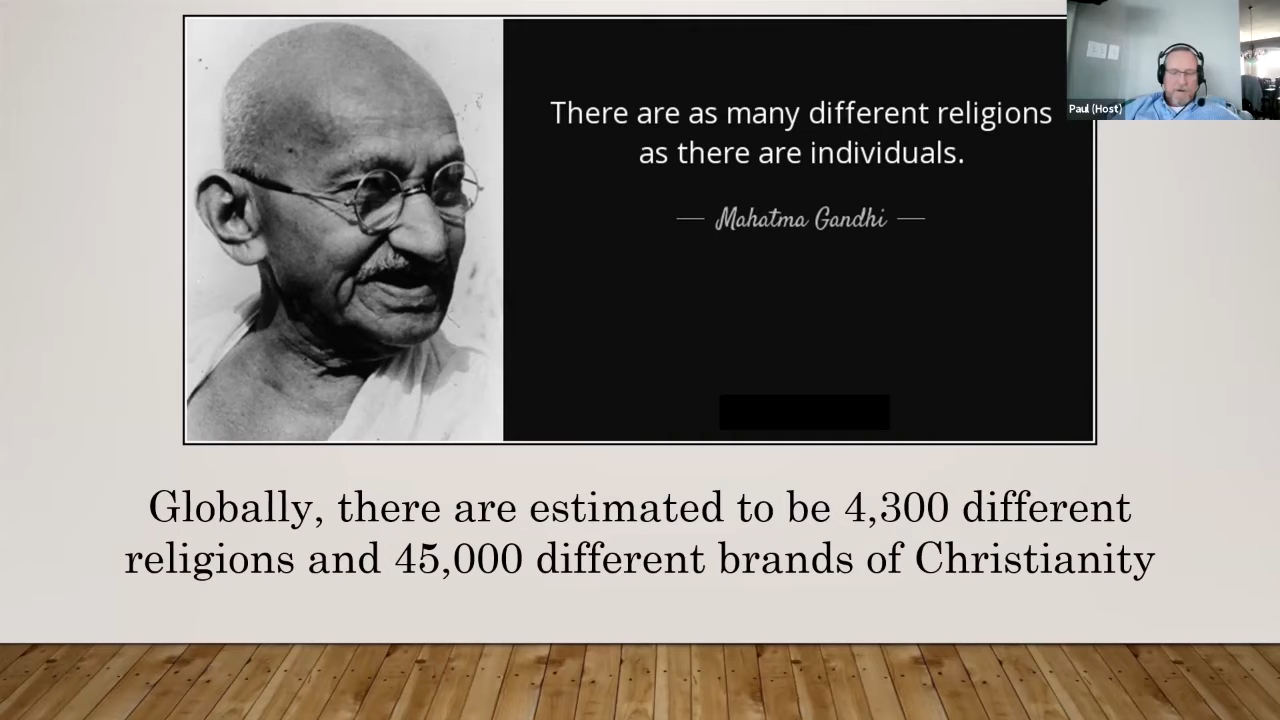 There are as many different religions
as there are individuals.
Mahatma Gandhi
Paul (Host)
Globally, there are estimated to be 4,300 different
religions and 45,000 different brands of Christianity